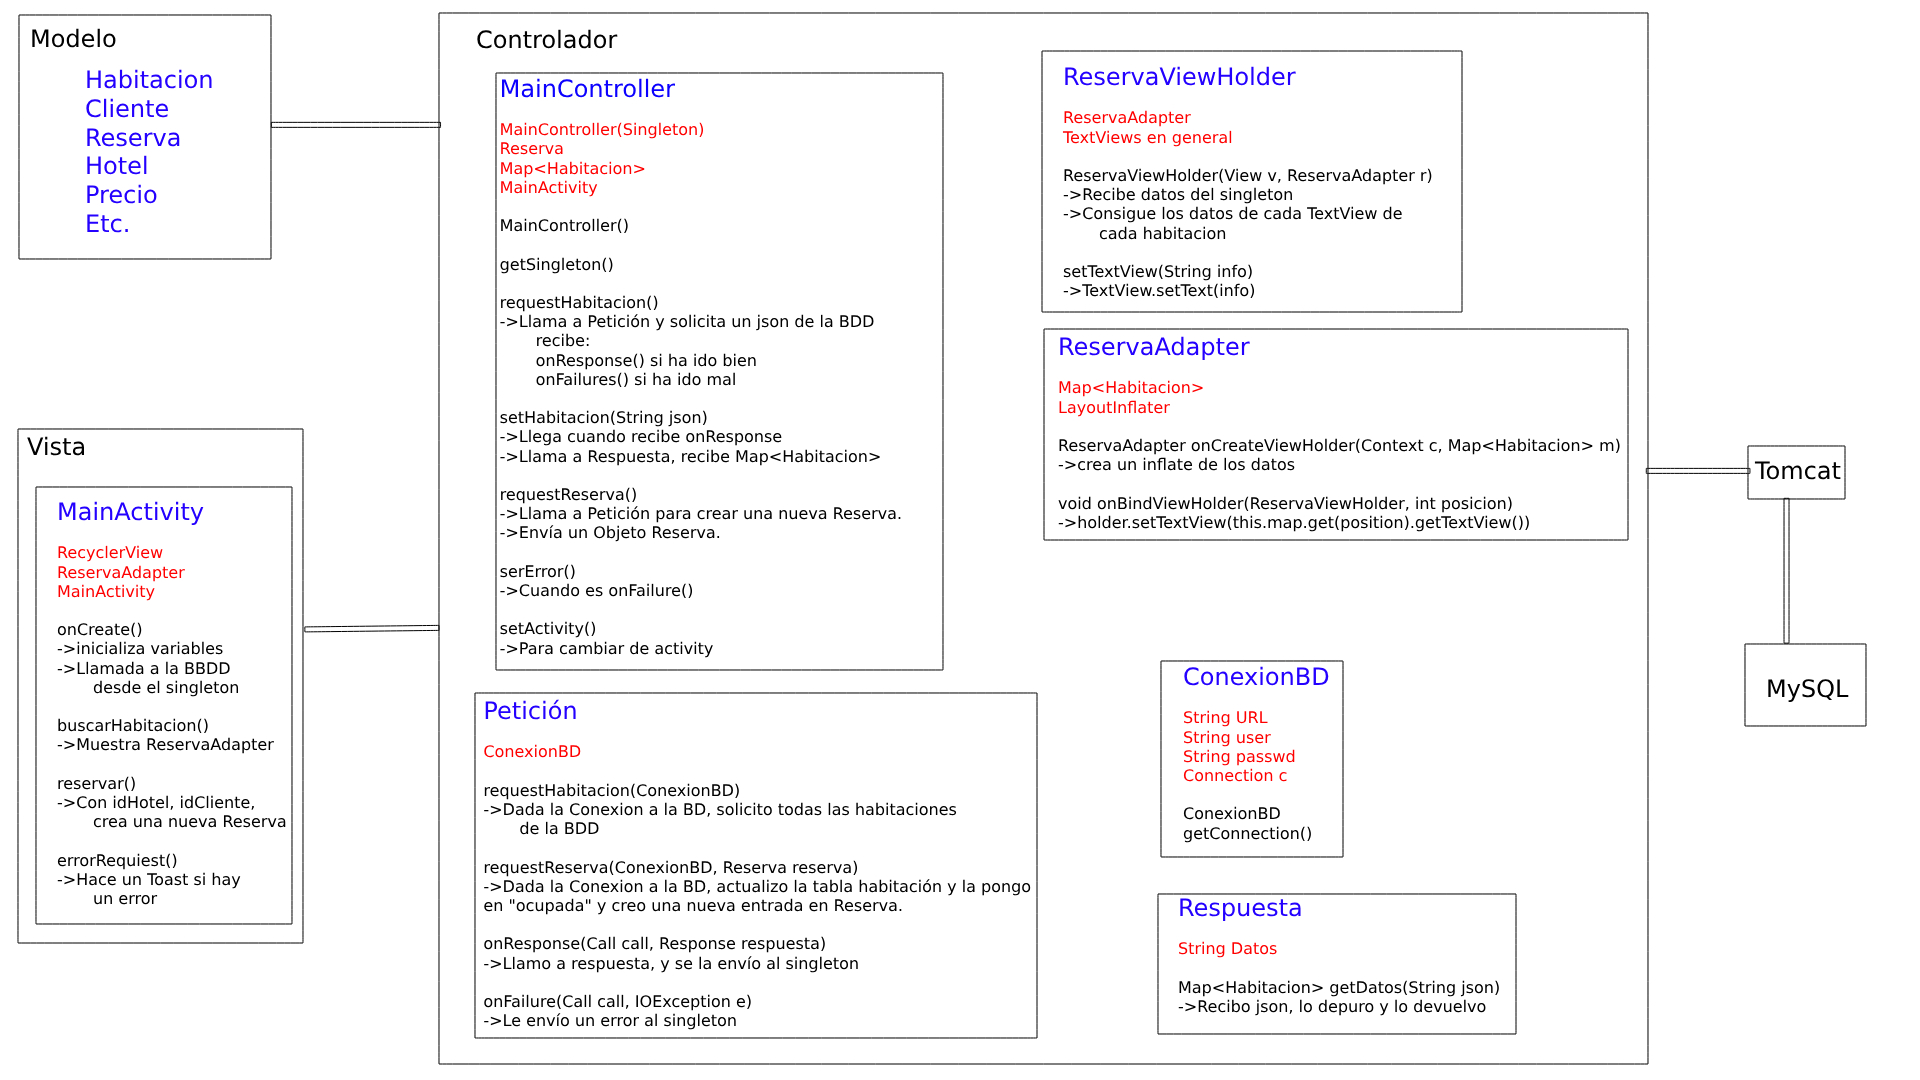 Modelo
Habitacion
Cliente
Reserva
Hotel
Precio
Etc.
Vista
MainActivity
RecyclerView
ReservaAdapter
MainActivity
onCreate()
->inicializa variables
->Llamada a la BBDD
desde el singleton
buscarHabitacion()
->Muestra ReservaAdapter
reservar()
->Con idHotel, idCliente,
crea una nueva Reserva
errorRequiest()
->Hace un Toast si hay
un error
Controlador
MainController
MainController(Singleton)
Reserva
Map<Habitacion>
MainActivity
MainController()
getSingleton()
requestHabitacion()
->Llama a Petición y solicita un json de la BDD
recibe:
onResponse() si ha ido bien
onFailures() si ha ido mal
setHabitacion(String json)
->Llega cuando recibe onResponse
->Llama a Respuesta, recibe Map<Habitacion>
requestReserva()
->Llama a Petición para crear una nueva Reserva.
->Envía un Objeto Reserva.
serError()
->Cuando es onFailure()
setActivity()
->Para cambiar de activity
Petición
ConexionBD
requestHabitacion(ConexionBD)
->Dada la Conexion a la BD, solicito todas las habitaciones
de la BDD
requestReserva(ConexionBD, Reserva reserva)
->Dada la Conexion a la BD, actualizo la tabla habitación y la pongo
en "ocupada" y creo una nueva entrada en Reserva.
onResponse(Call call, Response respuesta)
->Llamo a respuesta, y se la envío al singleton
onFailure(Call call, IOException e)
->Le envío un error al singleton
ReservaViewHolder
ReservaAdapter
TextViews en general
ReservaViewHolder(View v, ReservaAdapter r)
->Recibe datos del singleton
->Consigue los datos de cada TextView de
cada habitacion
setTextView(String info)
->TextView.setText(info)
ReservaAdapter
Map<Habitacion>
LayoutInflater
ReservaAdapter onCreateViewHolder(Context c, Map<Habitacion> m)
->crea un inflate de los datos
void onBindViewHolder(ReservaViewHolder, int posicion)
->holder.setTextView(this.map.get(position).getTextView())
ConexionBD
String URL
String user
String passwd
Connection c
ConexionBD
getConnection()
Respuesta
String Datos
Map<Habitacion> getDatos(String json)
->Recibo json, lo depuro y lo devuelvo
Tomcat
MySQL